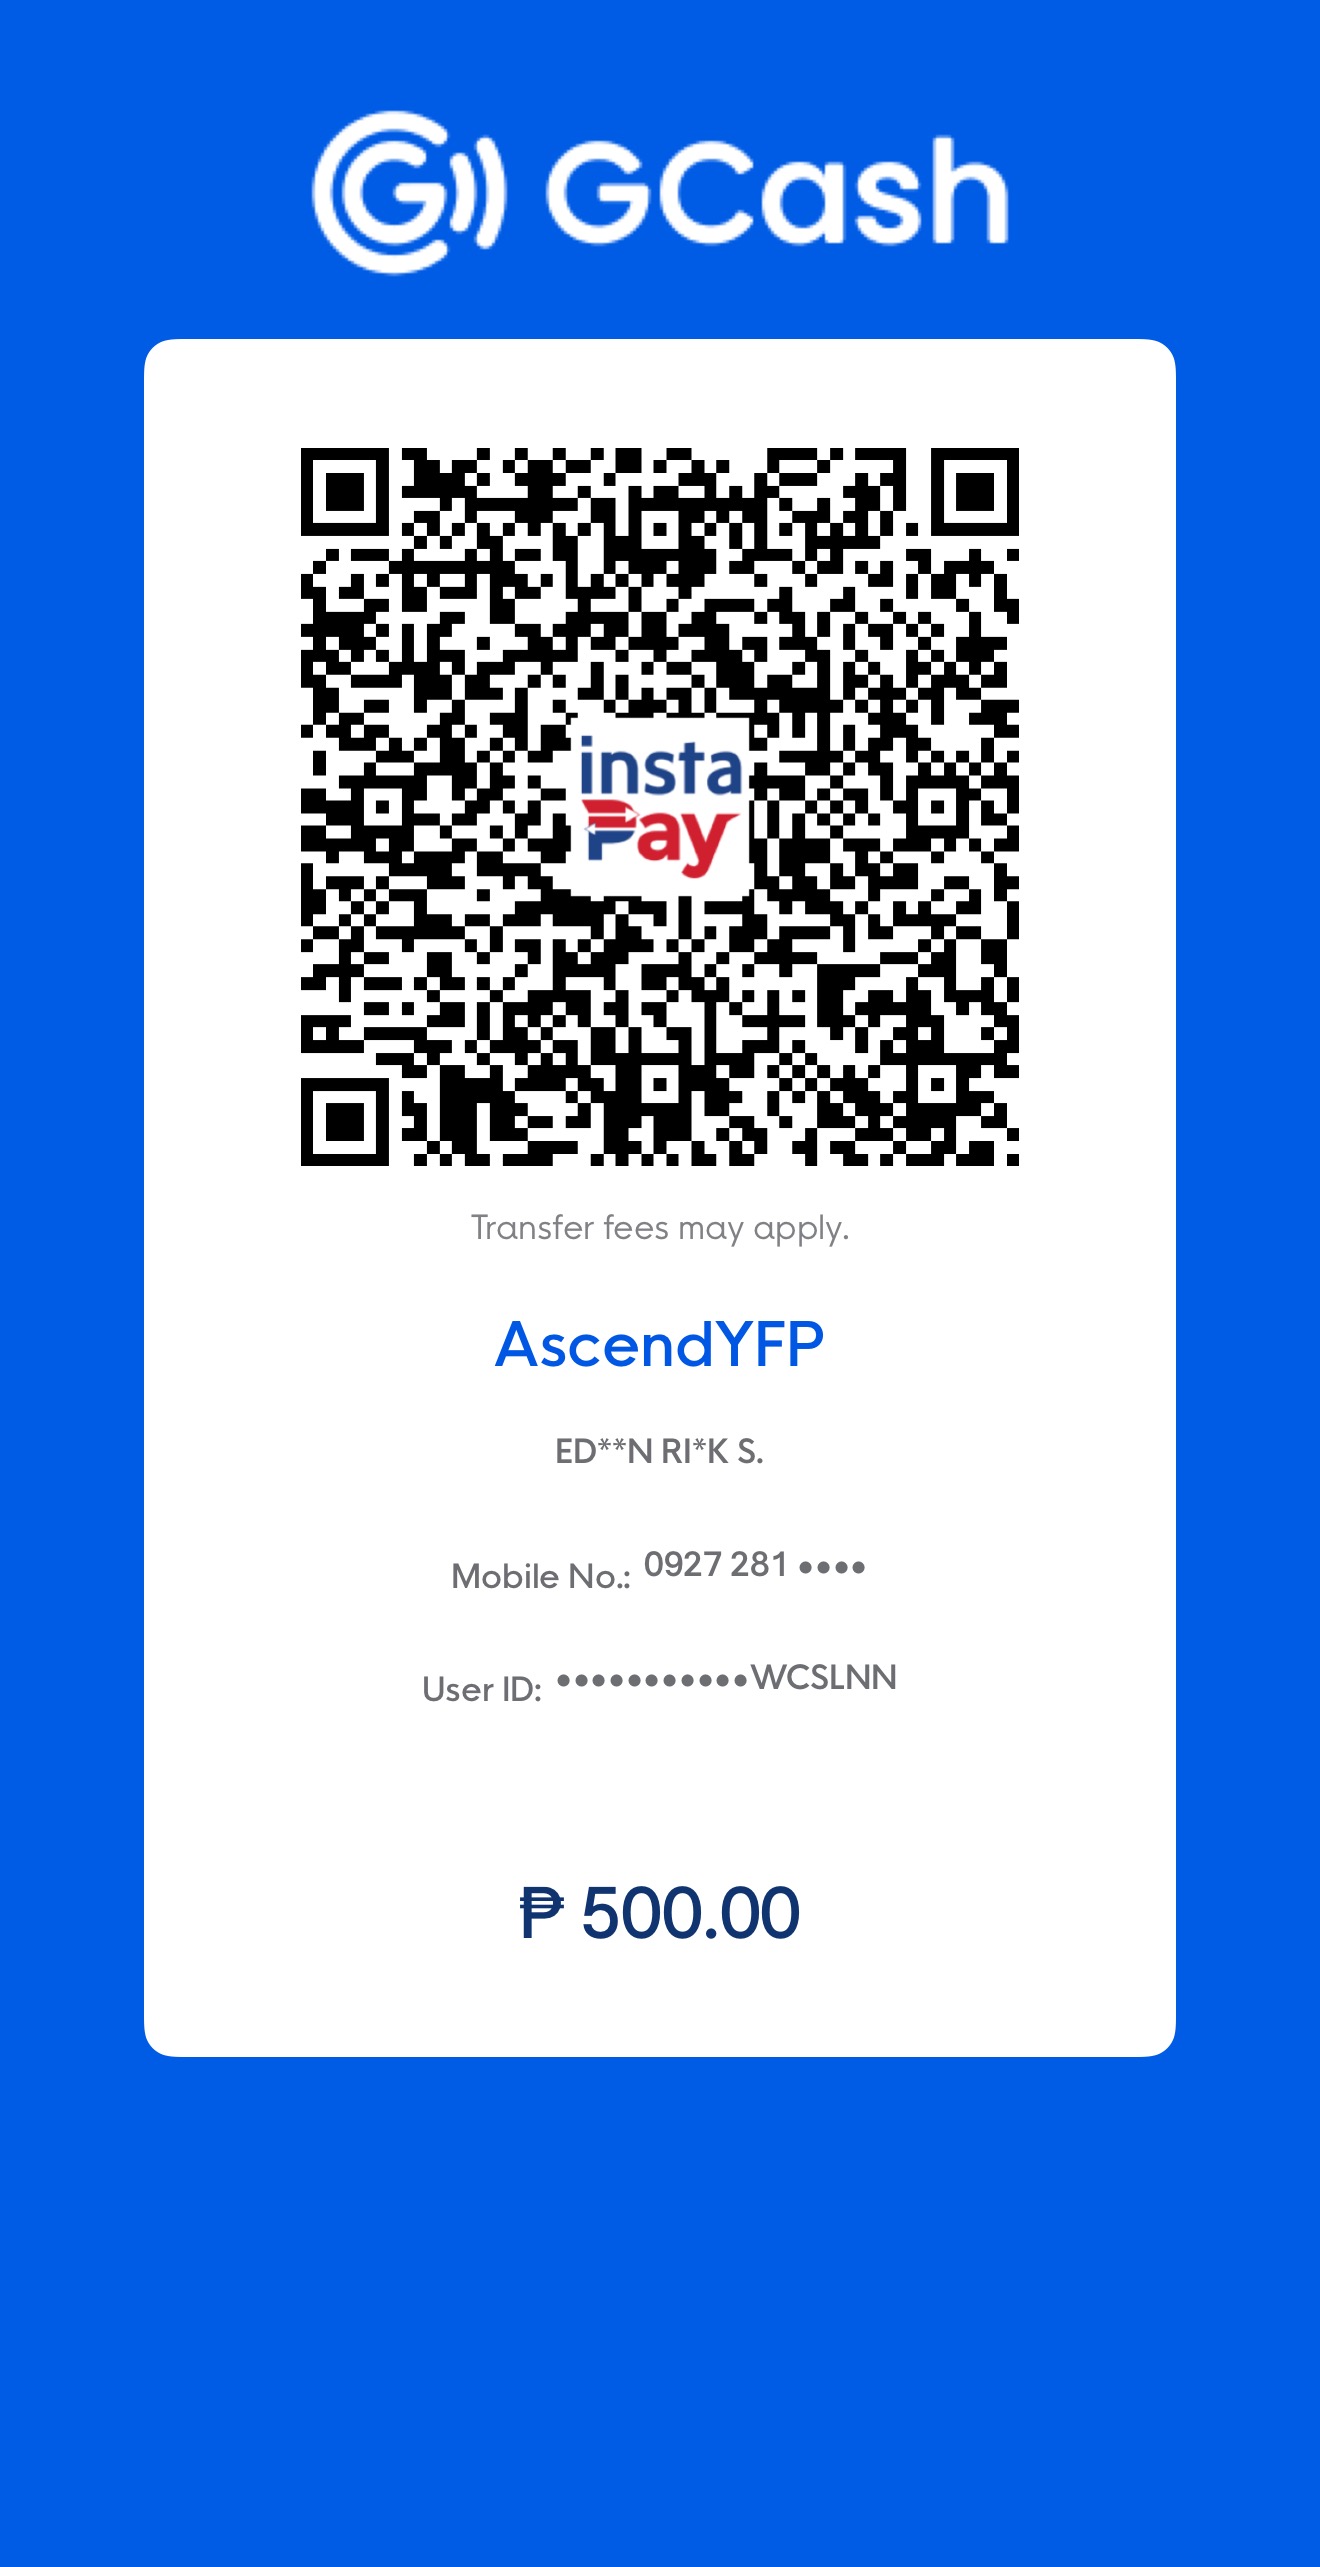 GCash
insta
Pay
Transfer fees may apply.
AscendYFP
ED**N RI*K S.
Mobile No.: 0927 281 ••••
User ID: •••••••••••WCSLNN
₱ 500.00